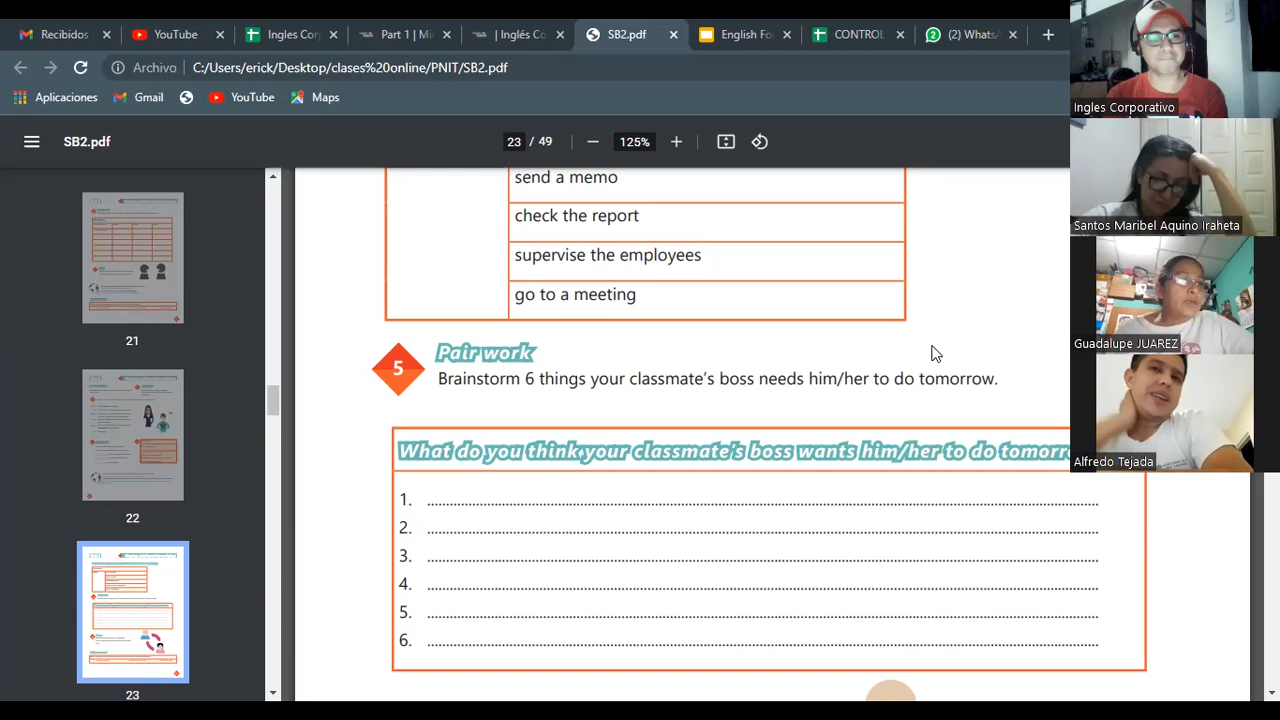 Recibidos
YouTube
Ingles Corp
Part 1 | Mi
| Inglés Co
SB2.pdf
English Fo
CONTROL
(2) Whats
Archivo C:/Users/erick/Desktop/clases%20online/PNIT/SB2.pdf
Aplicaciones Gmail YouTube Maps
SB2.pdf 23 / 49 125%
21
22
23
send a memo
check the report
supervise the employees
go to a meeting
5 Pair work
Brainstorm 6 things your classmate's boss needs him/her to do tomorrow.
What do you think your classmate's boss wants him/her to do tomorr
1.
2.
3.
4.
5.
6.
Ingles Corporativo
Santos Maribel Aquino Iraheta
Guadalupe JUAREZ
Alfredo Tejada